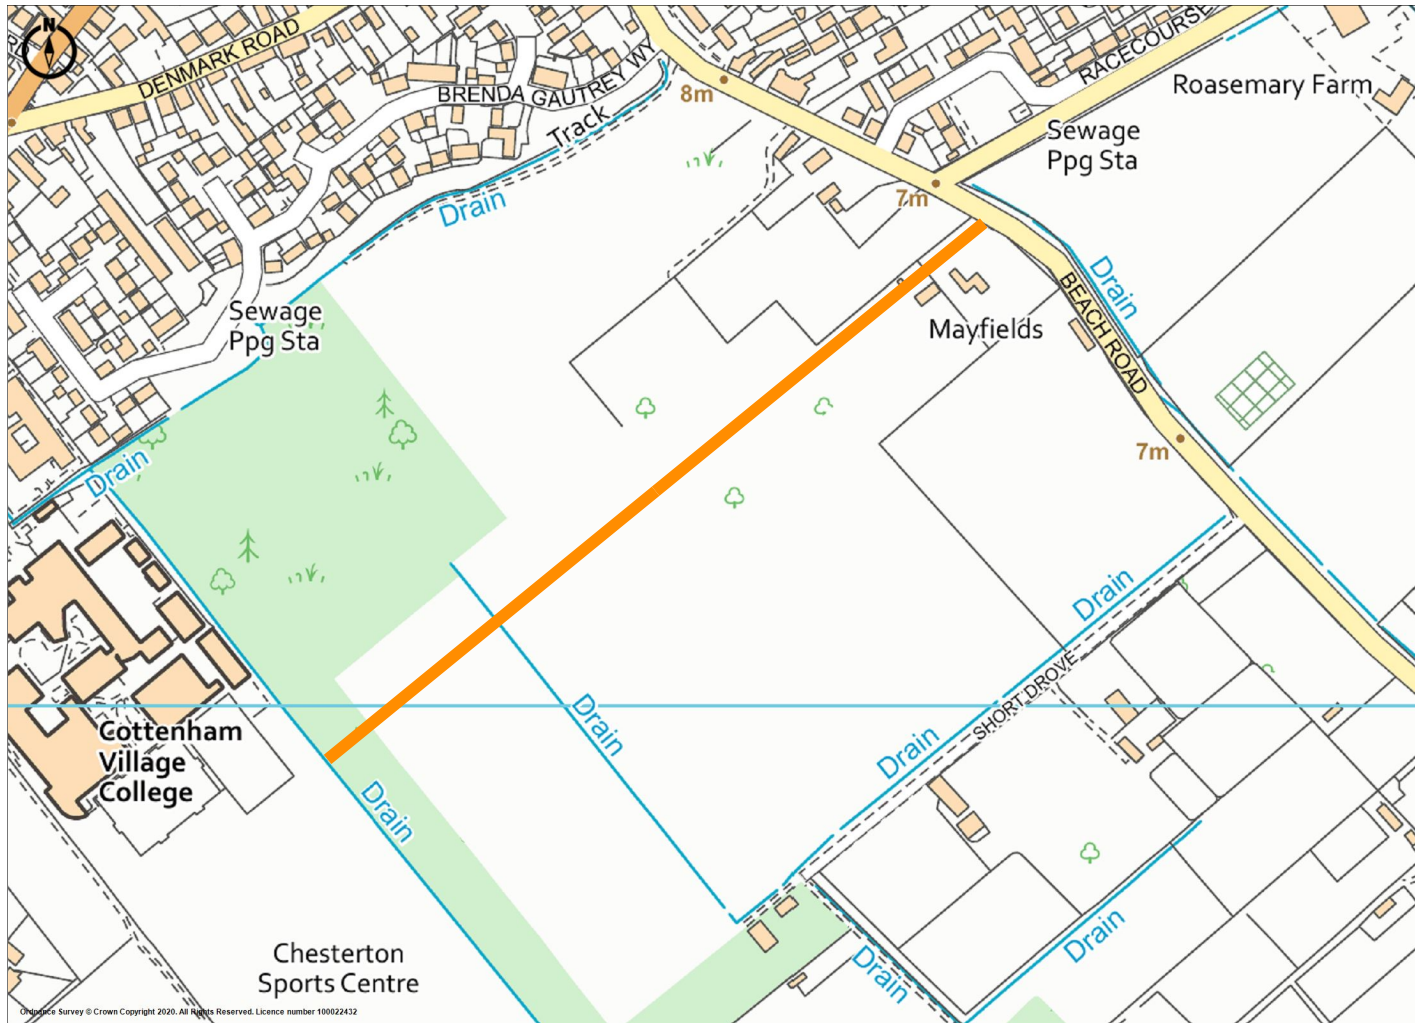 N
DENMARK ROAD
BRENDA GAUTREY WY
Track
Drain
8m
RACECOURSE
Roasemary Farm
Sewage
Ppg Sta
7m
Drain
BEACH ROAD
Sewage
Ppg Sta
Mayfields
7m
Drain
Drain
SHORT DROVE
Drain
Drain
Cottenham
Village
College
Drain
Drain
Drain
Chesterton
Sports Centre
Ordnance Survey © Crown Copyright 2020. All Rights Reserved. Licence number 100022432